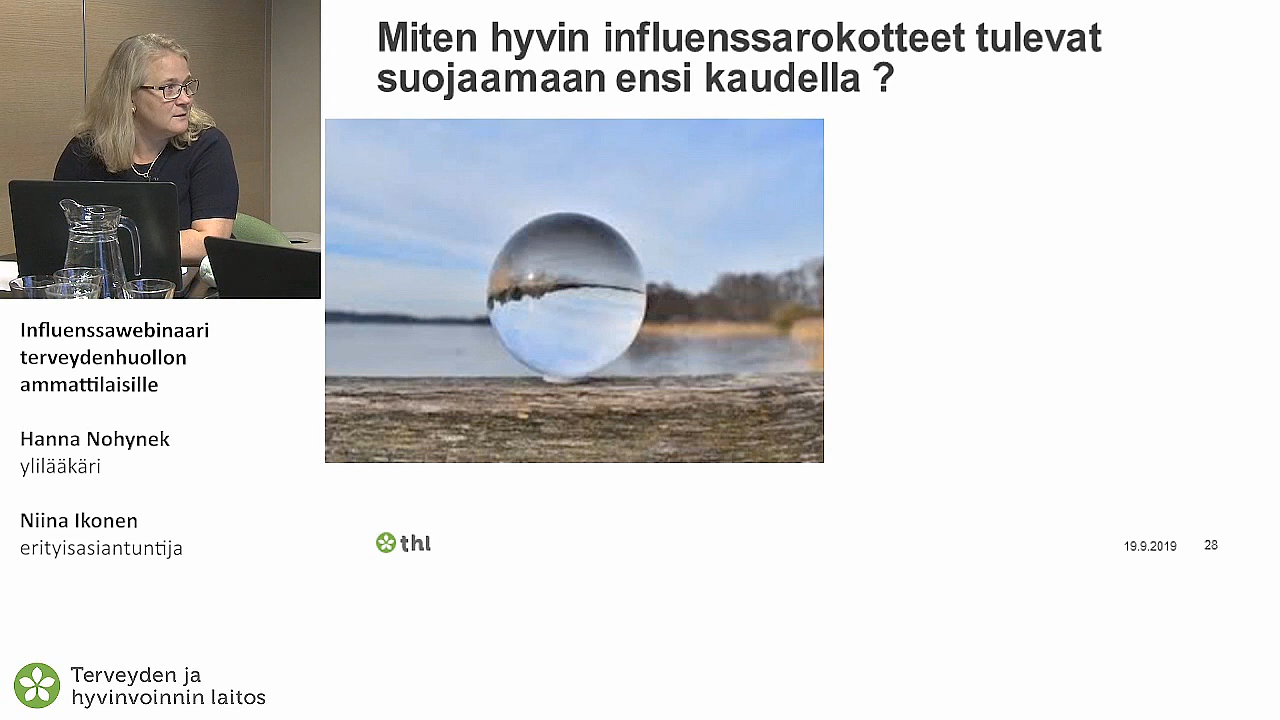 Miten hyvin influenssarokotteet tulevat
suojaamaan ensi kaudella ?
Influenssawebinaari
terveydenhuollon
ammattilaisille
Hanna Nohynek
ylilääkäri
Niina Ikonen
erityisasiantuntija
thl
19.9.2019 28
Terveyden ja
hyvinvoinnin laitos